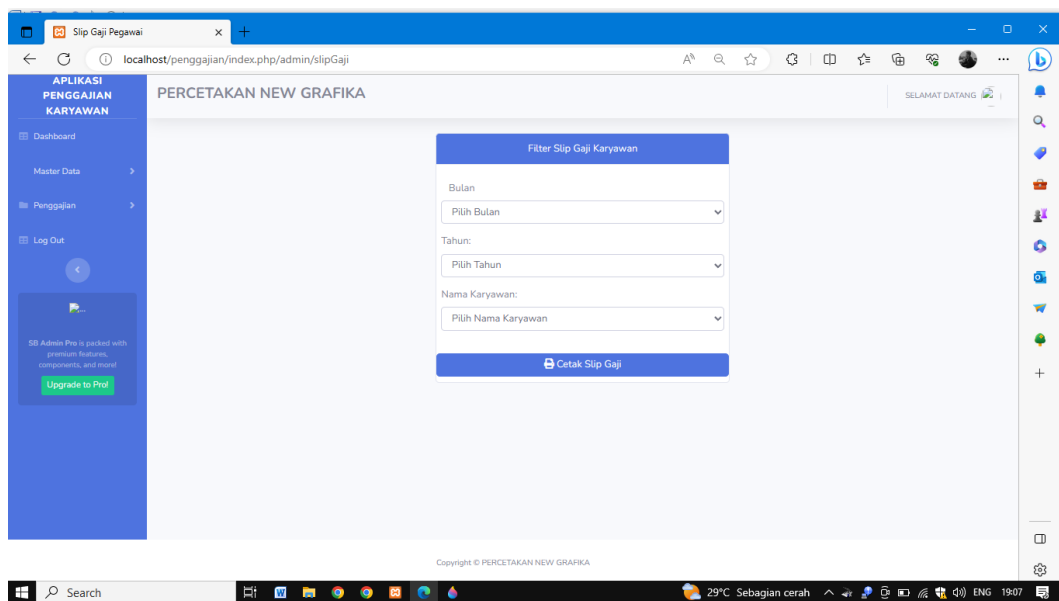 Slip Gaji Pegawai
localhost/penggajian/index.php/admin/slipGaji
APLIKASI
PENGGAJIAN
KARYAWAN
PERCETAKAN NEW GRAFIKA
SELAMAT DATANG
Dashboard
Master Data
Penggajian
Log Out
SB Admin Pro is packed with
premium features,
components, and more!
Upgrade to Pro!
Filter Slip Gaji Karyawan
Bulan
Pilih Bulan
Tahun:
Pilih Tahun
Nama Karyawan:
Pilih Nama Karyawan
Cetak Slip Gaji
Copyright © PERCETAKAN NEW GRAFIKA
Search
29°C Sebagian cerah
ENG
19:07